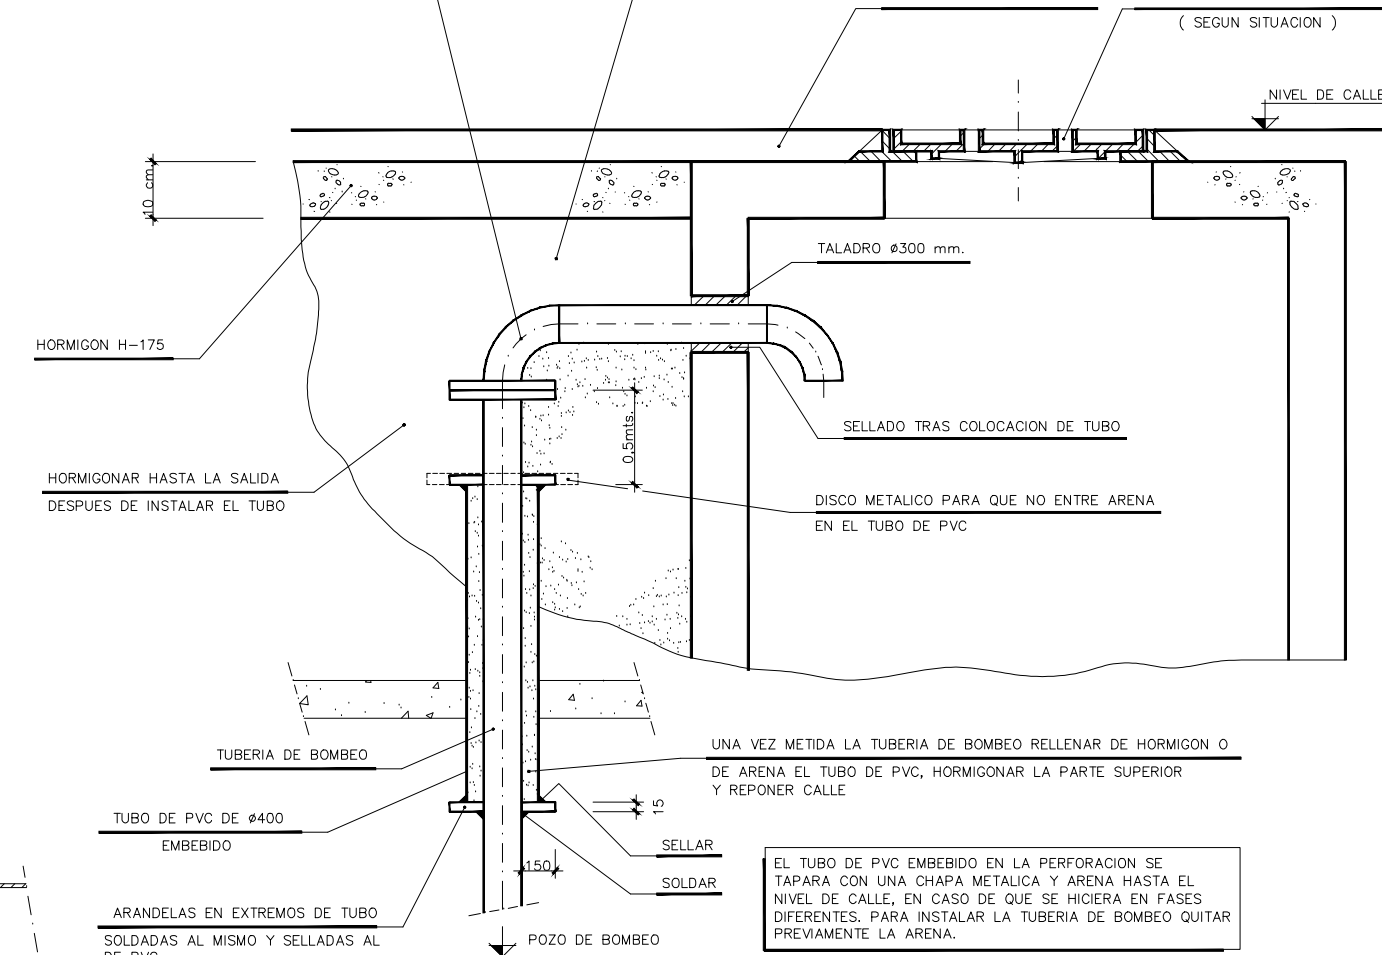 ( SEGUN SITUACION )
NIVEL DE CALLE
10 cm.
TALADRO ø300 mm.
HORMIGON H-175
SELLADO TRAS COLOCACION DE TUBO
0,5mts.
HORMIGONAR HASTA LA SALIDA
DESPUES DE INSTALAR EL TUBO
DISCO METALICO PARA QUE NO ENTRE ARENA
EN EL TUBO DE PVC
TUBERIA DE BOMBEO
UNA VEZ METIDA LA TUBERIA DE BOMBEO RELLENAR DE HORMIGON O
DE ARENA EL TUBO DE PVC, HORMIGONAR LA PARTE SUPERIOR
Y REPONER CALLE
15
TUBO DE PVC DE ø400
EMBEBIDO
SELLAR
150
SOLDAR
EL TUBO DE PVC EMBEBIDO EN LA PERFORACION SE
TAPARA CON UNA CHAPA METALICA Y ARENA HASTA EL
NIVEL DE CALLE, EN CASO DE QUE SE HICIERA EN FASES
DIFERENTES. PARA INSTALAR LA TUBERIA DE BOMBEO QUITAR
PREVIAMENTE LA ARENA.
ARANDELAS EN EXTREMOS DE TUBO
SOLDADAS AL MISMO Y SELLADAS AL
DE PVC
POZO DE BOMBEO